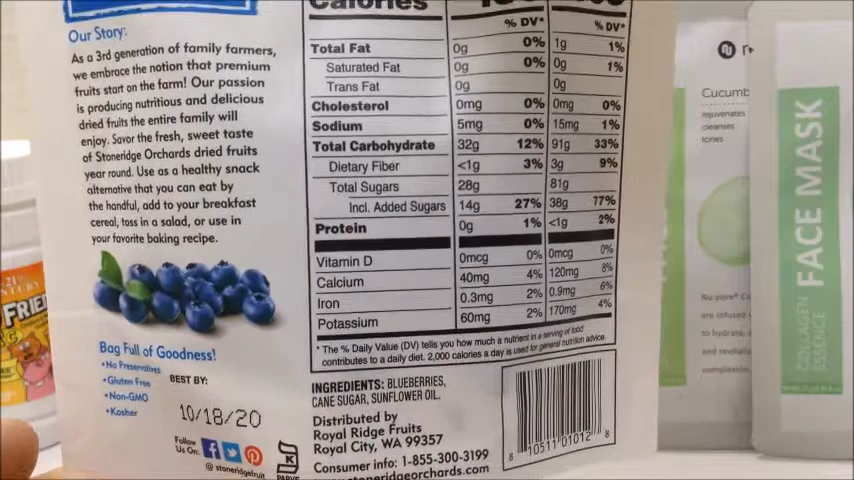 Our Story:
As a 3rd generation of family farmers,
we embrace the notion that premium
fruits start on the farm! Our passion
is producing nutritious and delicious
dried fruits the entire family will
enjoy. Savor the fresh, sweet taste
of Stoneridge Orchards dried fruits
year round. Use as a healthy snack
alternative that you can eat by
the handful, add to your breakfast
cereal, toss in a salad, or use in
your favorite baking recipe.
Bag Full of Goodness!
•No Preservatives
•Gluten Free
•Non-GMO
•Kosher
BEST BY:
10/18/20
Follow
Us On:
@stoneridgefruit
K
PARVE
Calories
% DV* % DV*
Total Fat 0g 0% 1g 1%
Saturated Fat 0g 0% 0g 1%
Trans Fat 0g 0g
Cholesterol 0mg 0% 0mg 0%
Sodium 5mg 0% 15mg 1%
Total Carbohydrate 32g 12% 91g 33%
Dietary Fiber <1g 3% 3g 9%
Total Sugars 28g 81g
Incl. Added Sugars 14g 27% 38g 77%
Protein 0g 1% <1g 2%
Vitamin D 0mcg 0% 0mcg 0%
Calcium 40mg 4% 120mg 8%
Iron 0.3mg 2% 0.9mg 6%
Potassium 60mg 2% 170mg 4%
* The % Daily Value (DV) tells you how much a nutrient in a serving of food
contributes to a daily diet. 2,000 calories a day is used for general nutrition advice.
INGREDIENTS: BLUEBERRIES,
CANE SUGAR, SUNFLOWER OIL.
Distributed by
Royal Ridge Fruits
Royal City, WA 99357
Consumer info: 1-855-300-3199
www.stoneridgeorchards.com
8 10511 01012 8
21
Cucumb
rejuvenates
cleanses
tones
are infused
to hydrate,
FACE MASK
COLLAGEN
ESSENCE